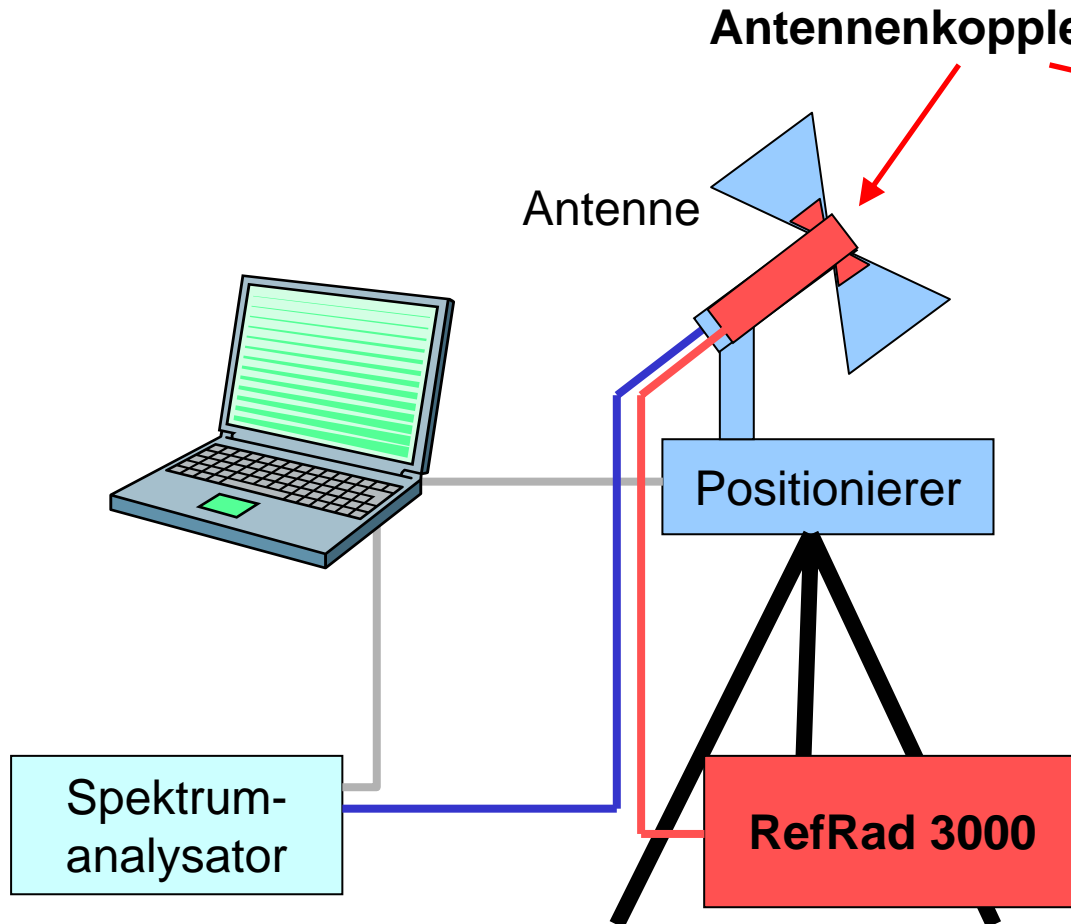 Antennenkopple
Antenne
Positionierer
Spektrum-
analysator
RefRad 3000